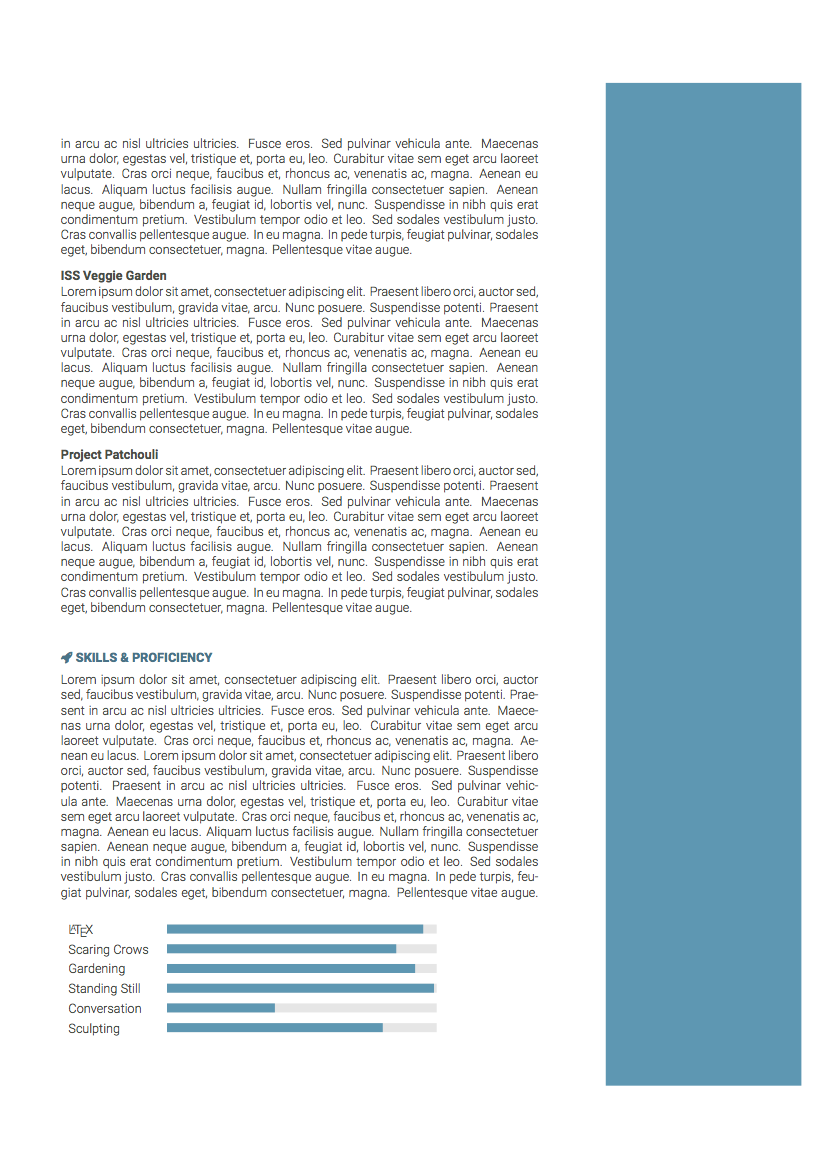 in arcu ac nisl ultricies ultricies. Fusce eros. Sed pulvinar vehicula ante. Maecenas
urna dolor, egestas vel, tristique et, porta eu, leo. Curabitur vitae sem eget arcu laoreet
vulputate. Cras orci neque, faucibus et, rhoncus ac, venenatis ac, magna. Aenean eu
lacus. Aliquam luctus facilisis augue. Nullam fringilla consectetuer sapien. Aenean
neque augue, bibendum a, feugiat id, lobortis vel, nunc. Suspendisse in nibh quis erat
condimentum pretium. Vestibulum tempor odio et leo. Sed sodales vestibulum justo.
Cras convallis pellentesque augue. In eu magna. In pede turpis, feugiat pulvinar, sodales
eget, bibendum consectetuer, magna. Pellentesque vitae augue.
ISS Veggie Garden
Lorem ipsum dolor sit amet, consectetuer adipiscing elit. Praesent libero orci, auctor sed,
faucibus vestibulum, gravida vitae, arcu. Nunc posuere. Suspendisse potenti. Praesent
in arcu ac nisl ultricies ultricies. Fusce eros. Sed pulvinar vehicula ante. Maecenas
urna dolor, egestas vel, tristique et, porta eu, leo. Curabitur vitae sem eget arcu laoreet
vulputate. Cras orci neque, faucibus et, rhoncus ac, venenatis ac, magna. Aenean eu
lacus. Aliquam luctus facilisis augue. Nullam fringilla consectetuer sapien. Aenean
neque augue, bibendum a, feugiat id, lobortis vel, nunc. Suspendisse in nibh quis erat
condimentum pretium. Vestibulum tempor odio et leo. Sed sodales vestibulum justo.
Cras convallis pellentesque augue. In eu magna. In pede turpis, feugiat pulvinar, sodales
eget, bibendum consectetuer, magna. Pellentesque vitae augue.
Project Patchouli
Lorem ipsum dolor sit amet, consectetuer adipiscing elit. Praesent libero orci, auctor sed,
faucibus vestibulum, gravida vitae, arcu. Nunc posuere. Suspendisse potenti. Praesent
in arcu ac nisl ultricies ultricies. Fusce eros. Sed pulvinar vehicula ante. Maecenas
urna dolor, egestas vel, tristique et, porta eu, leo. Curabitur vitae sem eget arcu laoreet
vulputate. Cras orci neque, faucibus et, rhoncus ac, venenatis ac, magna. Aenean eu
lacus. Aliquam luctus facilisis augue. Nullam fringilla consectetuer sapien. Aenean
neque augue, bibendum a, feugiat id, lobortis vel, nunc. Suspendisse in nibh quis erat
condimentum pretium. Vestibulum tempor odio et leo. Sed sodales vestibulum justo.
Cras convallis pellentesque augue. In eu magna. In pede turpis, feugiat pulvinar, sodales
eget, bibendum consectetuer, magna. Pellentesque vitae augue.
SKILLS & PROFICIENCY
Lorem ipsum dolor sit amet, consectetuer adipiscing elit. Praesent libero orci, auctor
sed, faucibus vestibulum, gravida vitae, arcu. Nunc posuere. Suspendisse potenti. Prae-
sent in arcu ac nisl ultricies ultricies. Fusce eros. Sed pulvinar vehicula ante. Maece-
nas urna dolor, egestas vel, tristique et, porta eu, leo. Curabitur vitae sem eget arcu
laoreet vulputate. Cras orci neque, faucibus et, rhoncus ac, venenatis ac, magna. Ae-
nean eu lacus. Lorem ipsum dolor sit amet, consectetuer adipiscing elit. Praesent libero
orci, auctor sed, faucibus vestibulum, gravida vitae, arcu. Nunc posuere. Suspendisse
potenti. Praesent in arcu ac nisl ultricies ultricies. Fusce eros. Sed pulvinar vehic-
ula ante. Maecenas urna dolor, egestas vel, tristique et, porta eu, leo. Curabitur vitae
sem eget arcu laoreet vulputate. Cras orci neque, faucibus et, rhoncus ac, venenatis ac,
magna. Aenean eu lacus. Aliquam luctus facilisis augue. Nullam fringilla consectetuer
sapien. Aenean neque augue, bibendum a, feugiat id, lobortis vel, nunc. Suspendisse
in nibh quis erat condimentum pretium. Vestibulum tempor odio et leo. Sed sodales
vestibulum justo. Cras convallis pellentesque augue. In eu magna. In pede turpis, feu-
giat pulvinar, sodales eget, bibendum consectetuer, magna. Pellentesque vitae augue.
LATEX
Scaring Crows
Gardening
Standing Still
Conversation
Sculpting